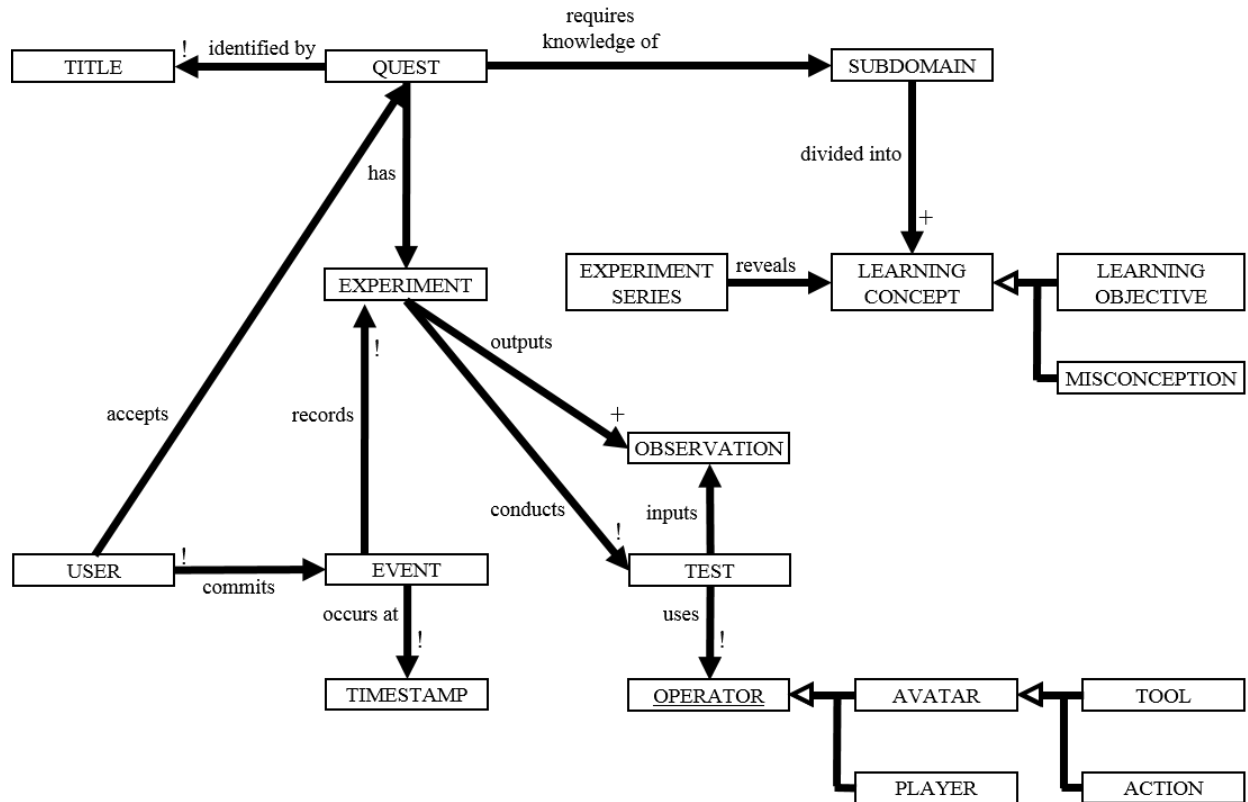 requires
knowledge of
! identified by
TITLE
QUEST
SUBDOMAIN
divided into
has
+
EXPERIMENT
SERIES
reveals
LEARNING
CONCEPT
LEARNING
OBJECTIVE
EXPERIMENT
!
outputs
MISCONCEPTION
accepts
records
+
OBSERVATION
conducts
inputs
!
USER
!
commits
EVENT
TEST
occurs at
!
uses
!
TIMESTAMP
OPERATOR
AVATAR
TOOL
PLAYER
ACTION